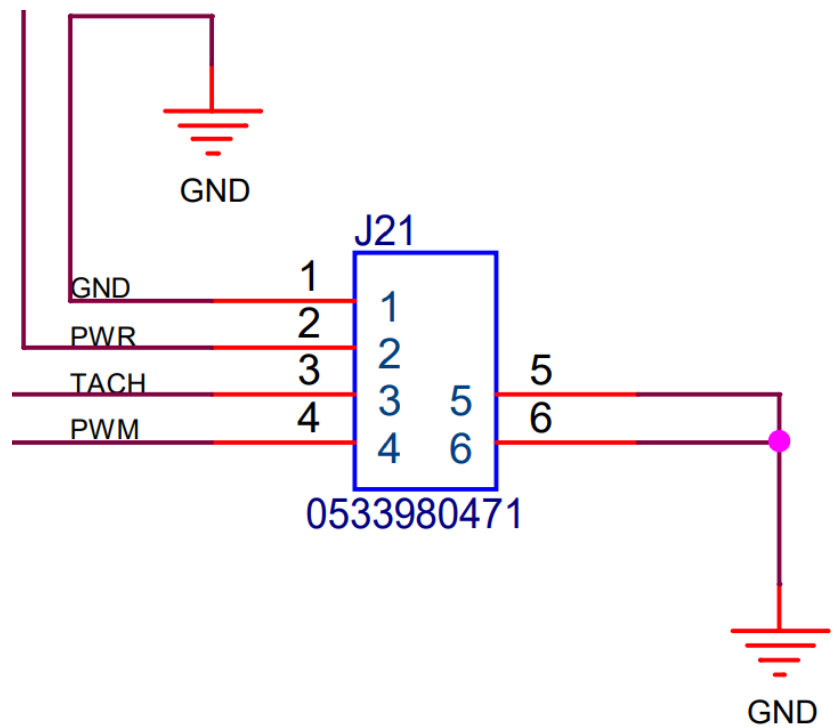 GND
J21
GND 1 1
PWR 2 2
TACH 3 3 5 5
PWM 4 4 6 6
0533980471
GND